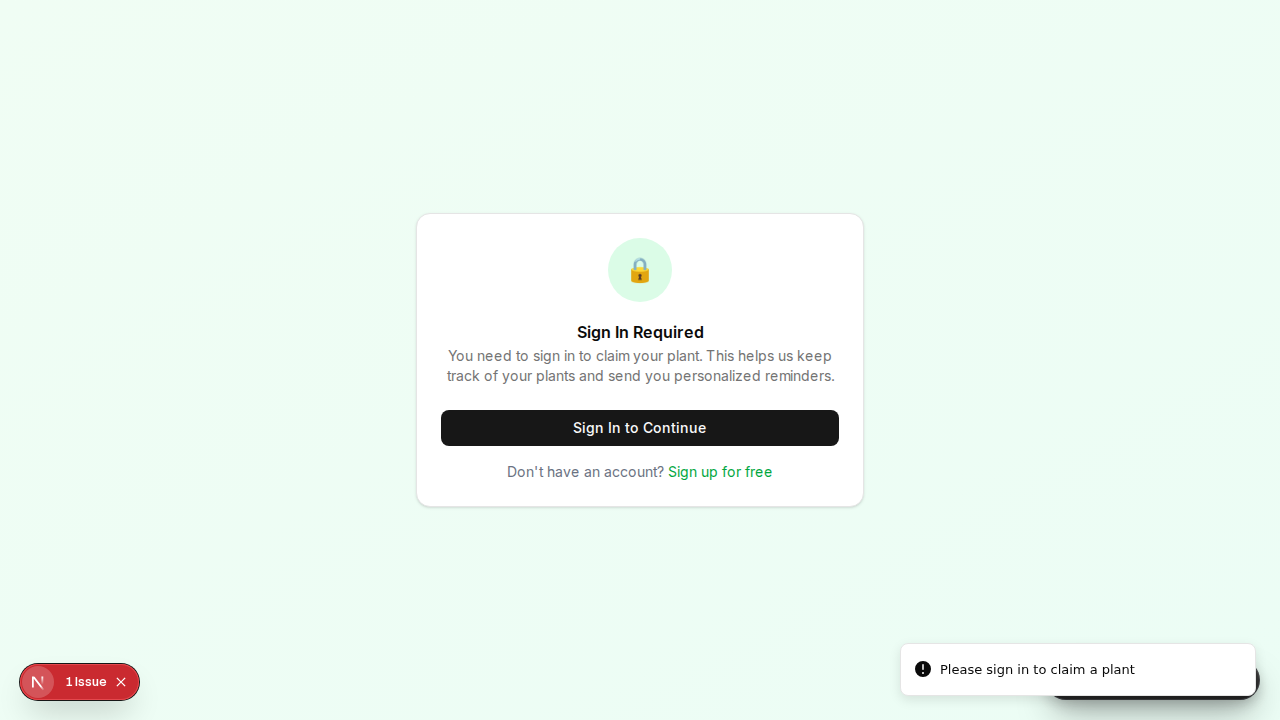 Sign In Required
You need to sign in to claim your plant. This helps us keep
track of your plants and send you personalized reminders.
Sign In to Continue
Don't have an account? Sign up for free
1 Issue
Please sign in to claim a plant